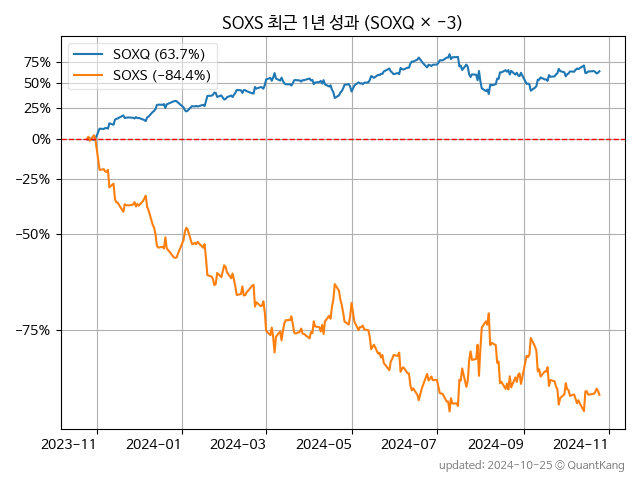 SOXS 최근 1년 성과 (SOXQ × −3)
SOXQ (63.7%)
SOXS (−84.4%)
75%
50%
25%
0%
−25%
−50%
−75%
2023-11 2024-01 2024-03 2024-05 2024-07 2024-09 2024-11
updated: 2024-10-25 © QuantKang